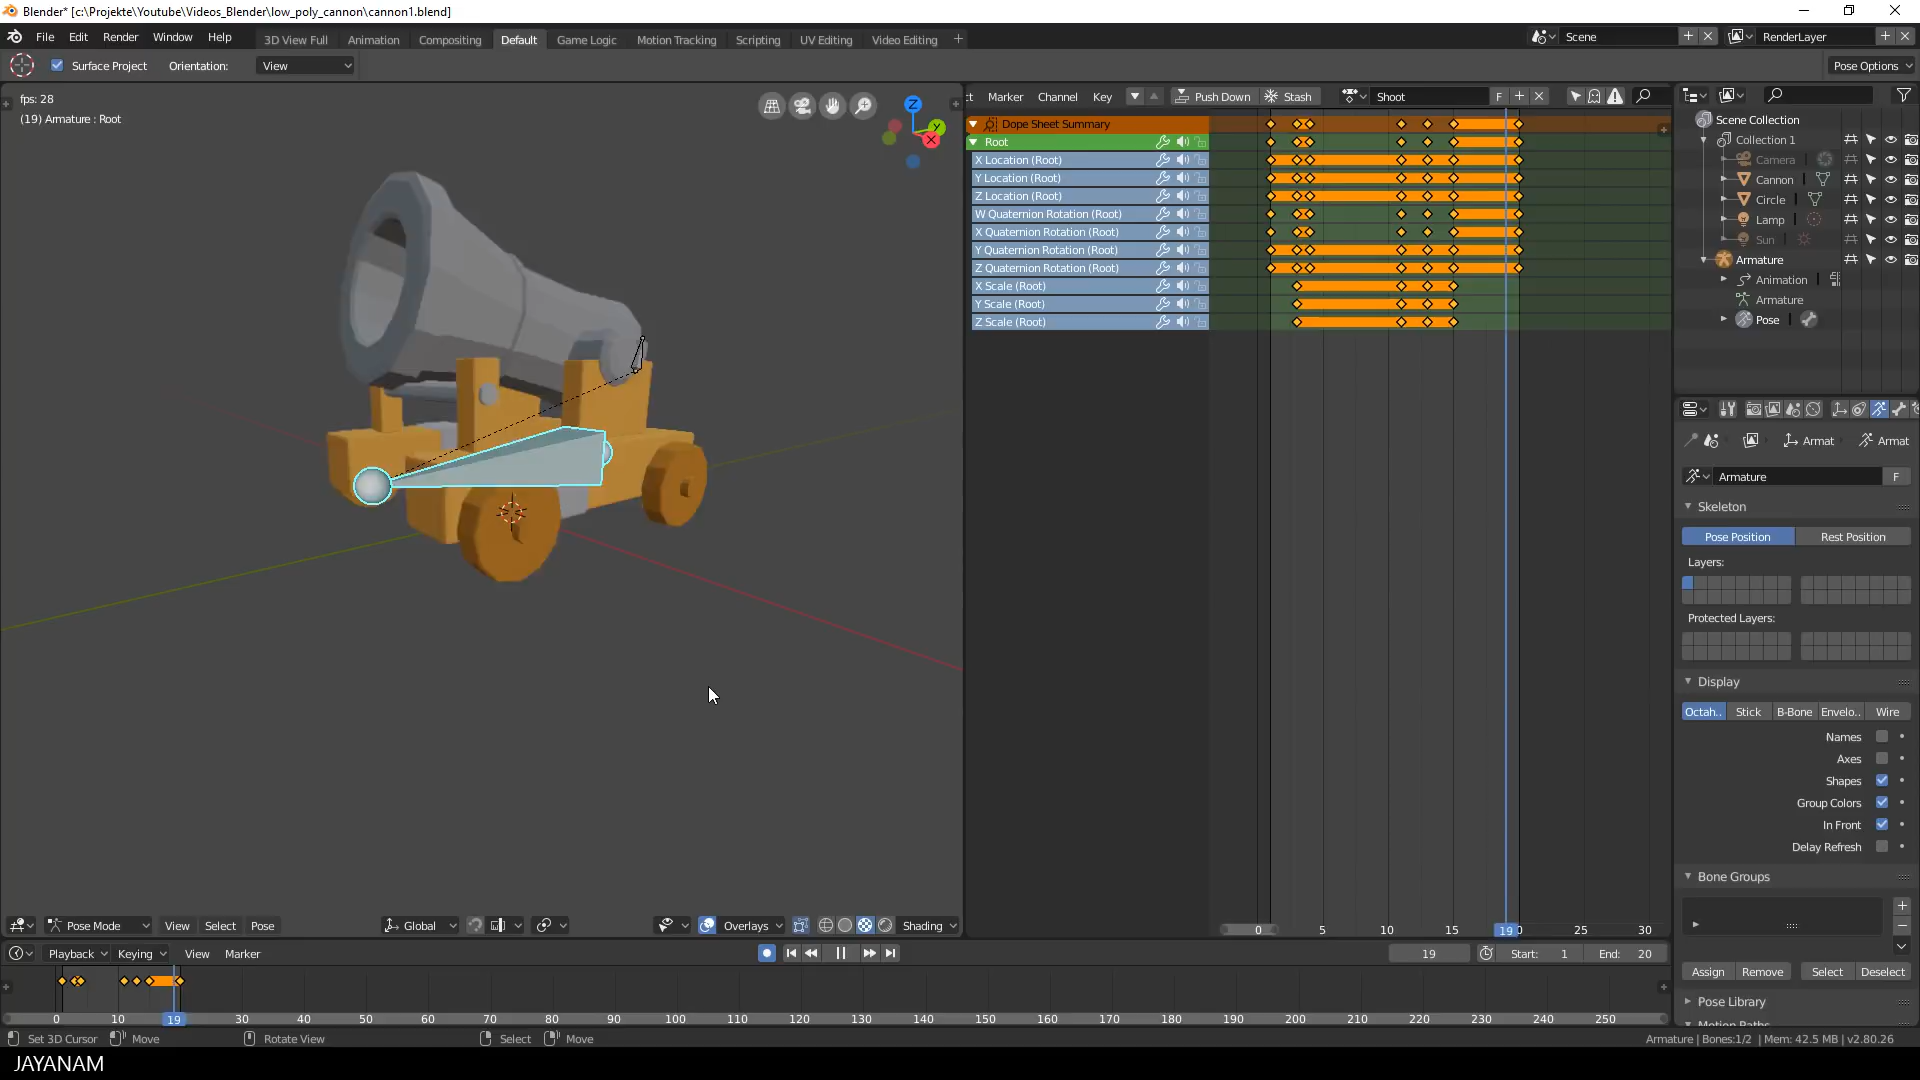 Blender* [c:\Projekte\Youtube\Videos_Blender\low_poly_cannon\cannon1.blend]
File Edit Render Window Help 3D View Full Animation Compositing Default Game Logic Motion Tracking Scripting UV Editing Video Editing Scene RenderLayer
Surface Project Orientation: View Pose Options
fps: 28
(19) Armature : Root
Z
Y
X
Marker Channel Key Push Down Stash Shoot F
Dope Sheet Summary
Root
X Location (Root)
Y Location (Root)
Z Location (Root)
W Quaternion Rotation (Root)
X Quaternion Rotation (Root)
Y Quaternion Rotation (Root)
Z Quaternion Rotation (Root)
X Scale (Root)
Y Scale (Root)
Z Scale (Root)
0 5 10 15 19 0 25 30
Scene Collection
Collection 1
Camera
Cannon
Circle
Lamp
Sun
Armature
Animation
Armature
Pose
Armat Armat
Armature F
Skeleton
Pose Position Rest Position
Layers:
Protected Layers:
Display
Octah.. Stick B-Bone Envelo.. Wire
Names
Axes
Shapes
Group Colors
In Front
Delay Refresh
Bone Groups
Assign Remove Select Deselect
Pose Library
Pose Mode View Select Pose Global Overlays Shading
Playback Keying View Marker 19 Start: 1 End: 20
0 10 19 30 40 50 60 70 80 90 100 110 120 130 140 150 160 170 180 190 200 210 220 230 240 250
Set 3D Cursor Move Rotate View Select Move Armature | Bones:1/2 | Mem: 42.5 MB | v2.80.26
JAYANAM